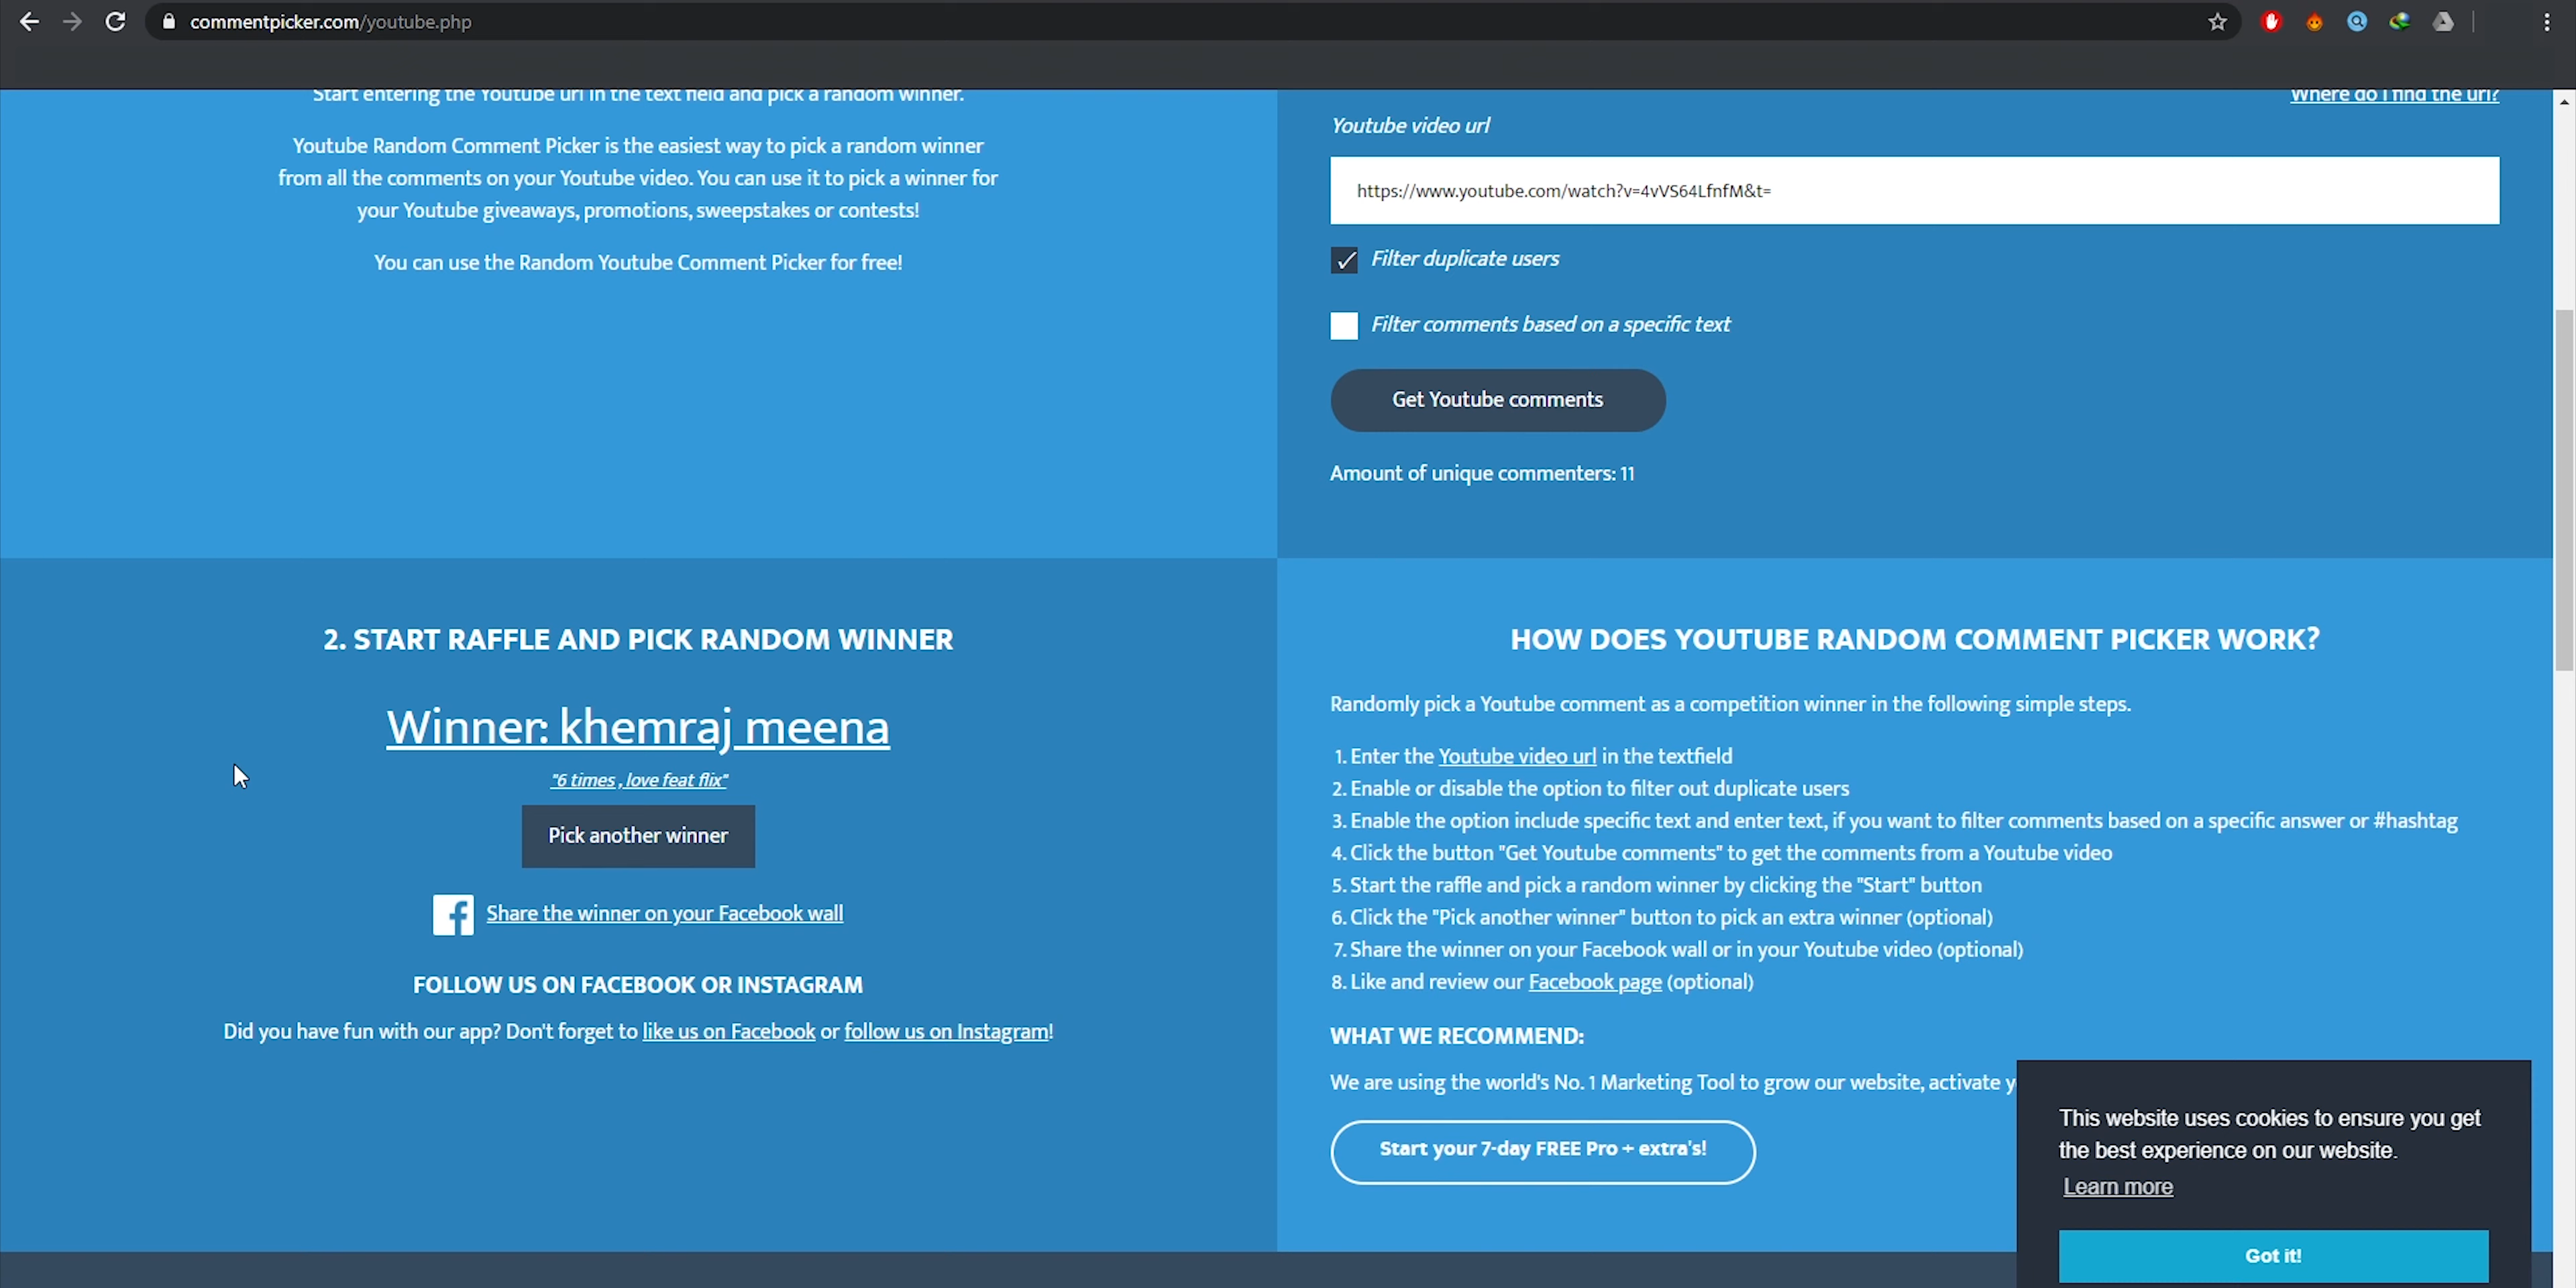 commentpicker.com/youtube.php
Start entering the Youtube url in the text field and pick a random winner.
Youtube Random Comment Picker is the easiest way to pick a random winner
from all the comments on your Youtube video. You can use it to pick a winner for
your Youtube giveaways, promotions, sweepstakes or contests!
You can use the Random Youtube Comment Picker for free!
Where do I find the url?
Youtube video url
https://www.youtube.com/watch?v=4vVS64LfnfM&t=
Filter duplicate users
Filter comments based on a specific text
Get Youtube comments
Amount of unique commenters: 11
2. START RAFFLE AND PICK RANDOM WINNER
Winner: khemraj meena
"6 times , love feat flix"
Pick another winner
Share the winner on your Facebook wall
FOLLOW US ON FACEBOOK OR INSTAGRAM
Did you have fun with our app? Don't forget to like us on Facebook or follow us on Instagram!
HOW DOES YOUTUBE RANDOM COMMENT PICKER WORK?
Randomly pick a Youtube comment as a competition winner in the following simple steps.
1. Enter the Youtube video url in the textfield
2. Enable or disable the option to filter out duplicate users
3. Enable the option include specific text and enter text, if you want to filter comments based on a specific answer or #hashtag
4. Click the button "Get Youtube comments" to get the comments from a Youtube video
5. Start the raffle and pick a random winner by clicking the "Start" button
6. Click the "Pick another winner" button to pick an extra winner (optional)
7. Share the winner on your Facebook wall or in your Youtube video (optional)
8. Like and review our Facebook page (optional)
WHAT WE RECOMMEND:
We are using the world's No. 1 Marketing Tool to grow our website, activate y
Start your 7-day FREE Pro + extra's!
This website uses cookies to ensure you get
the best experience on our website.
Learn more
Got it!